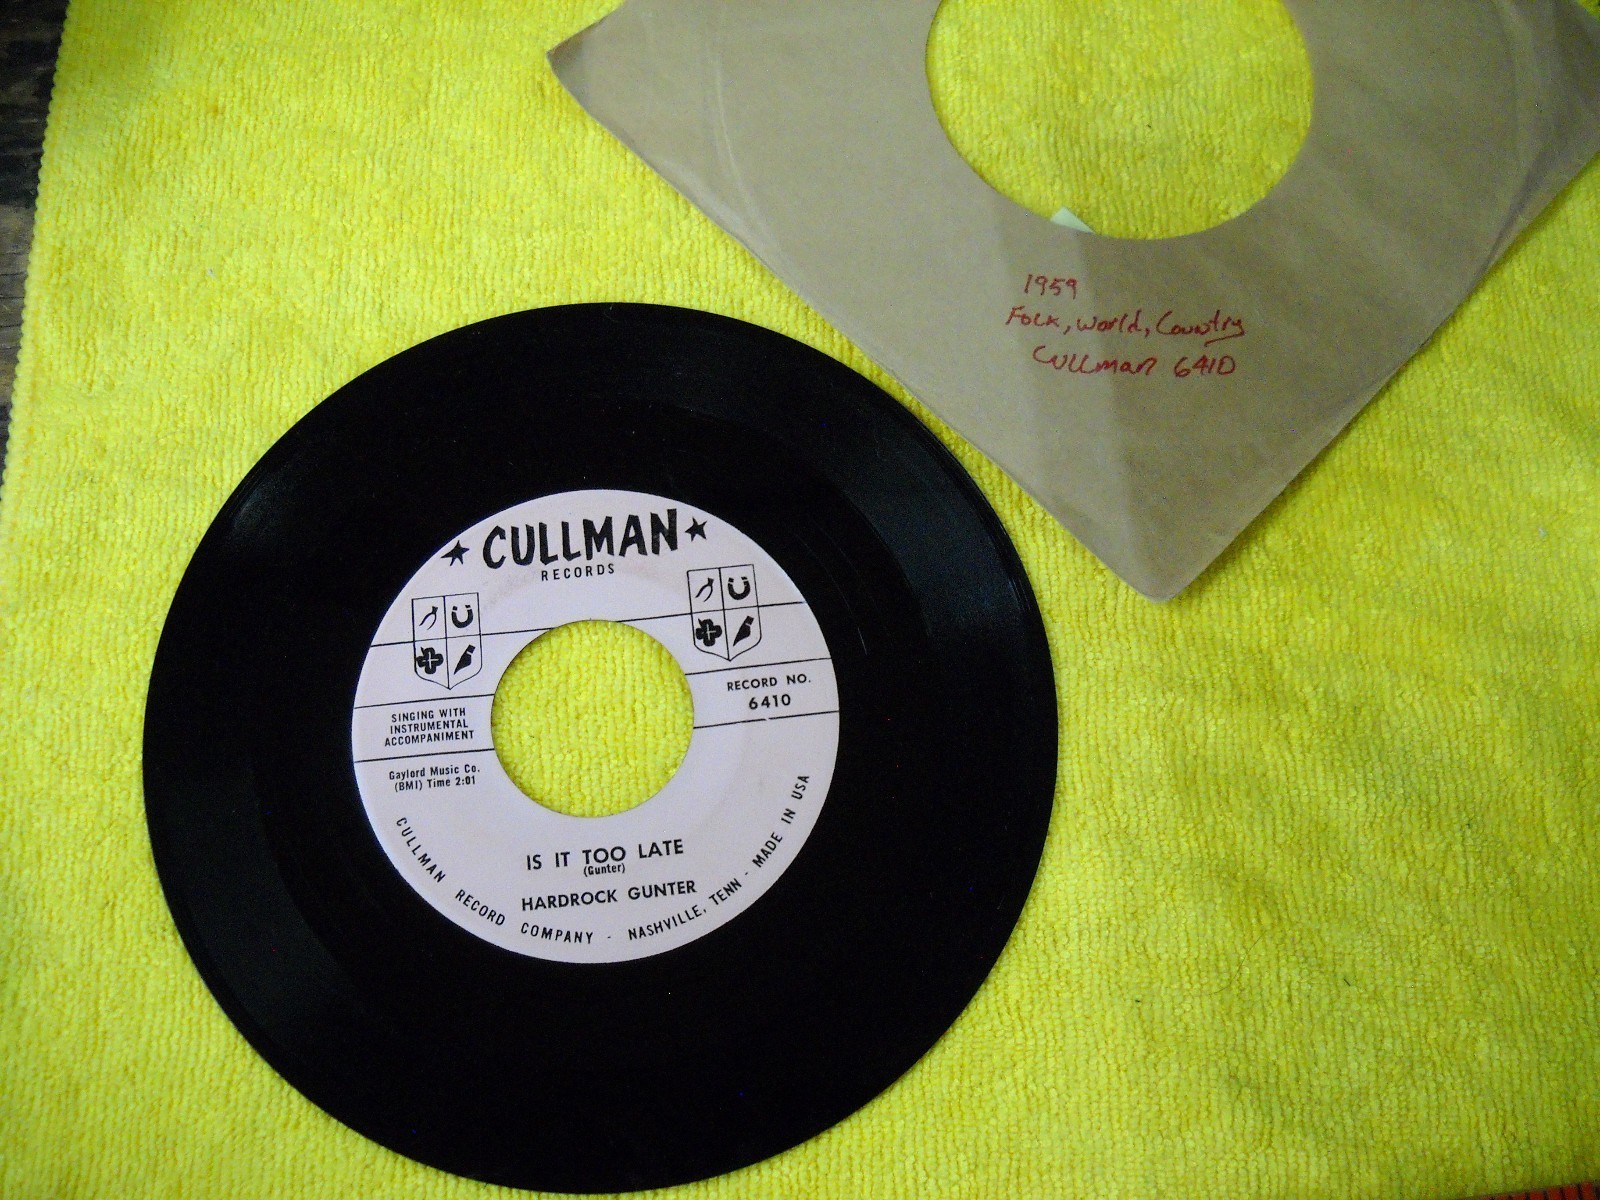 1959
Folk, World, Country
Cullman 6410
★ CULLMAN ★
RECORDS
RECORD NO.
6410
SINGING WITH
INSTRUMENTAL
ACCOMPANIMENT
Gaylord Music Co.
(BMI) Time 2:01
IS IT TOO LATE
(Gunter)
HARDROCK GUNTER
CULLMAN RECORD COMPANY - NASHVILLE, TENN - MADE IN USA